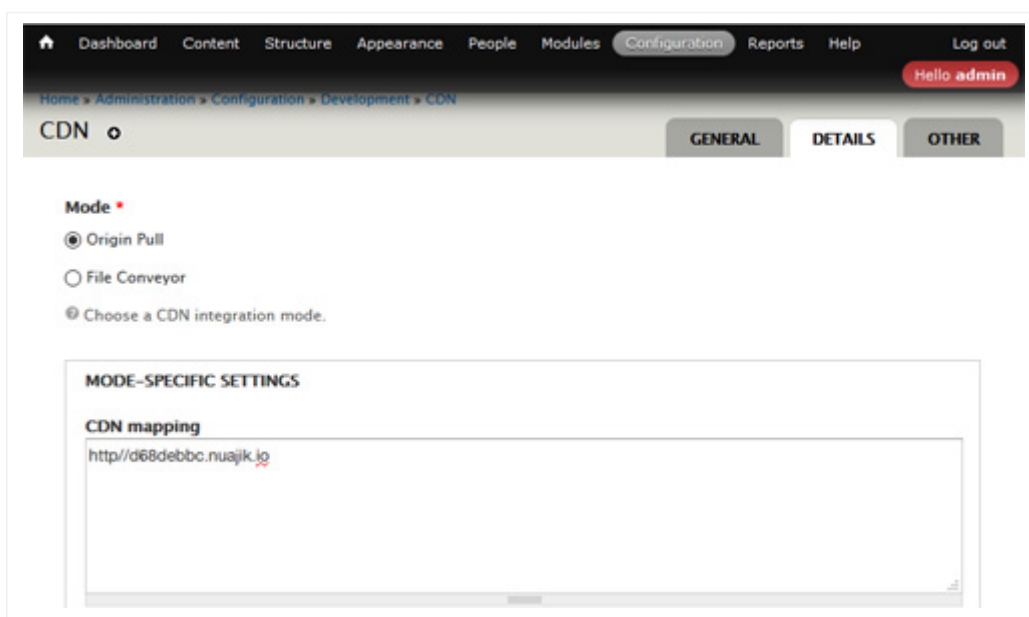 Dashboard Content Structure Appearance People Modules Configuration Reports Help Log out
Hello admin
Home » Administration » Configuration » Development » CDN
CDN
GENERAL DETAILS OTHER
Mode *
Origin Pull
File Conveyor
Choose a CDN integration mode.
MODE-SPECIFIC SETTINGS
CDN mapping
http//d68debbc.nuajik.io